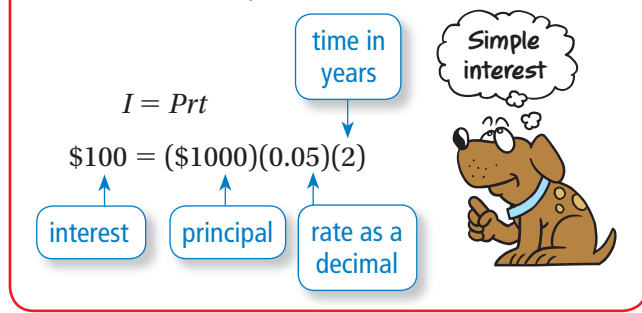 time in
years
Simple
interest
I = Prt
$100 = ($1000)(0.05)(2)
interest
principal
rate as a
decimal